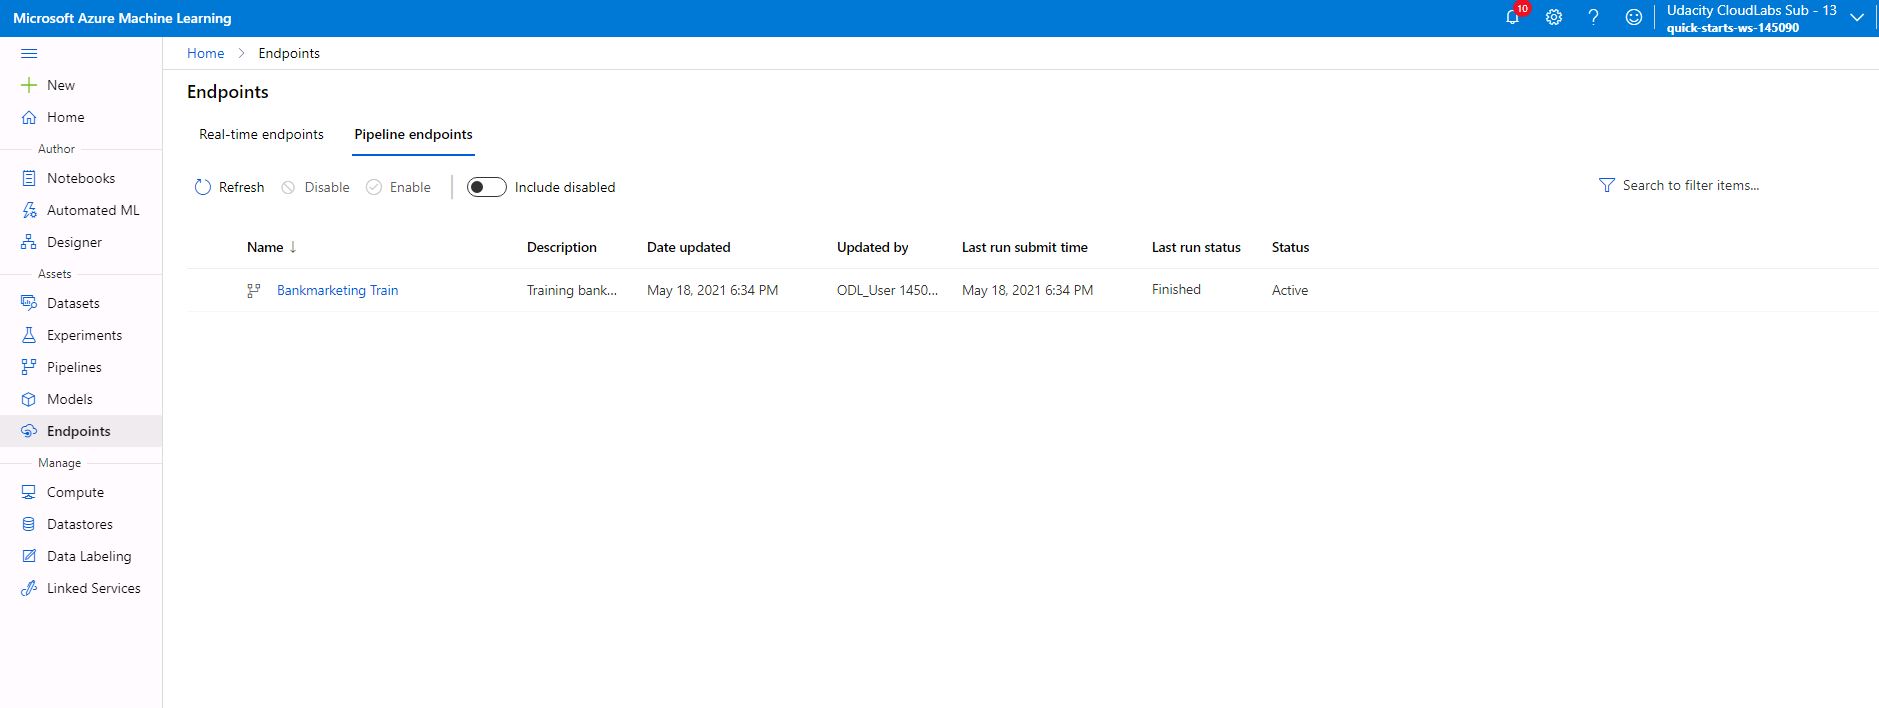 Microsoft Azure Machine Learning
10
Udacity CloudLabs Sub - 13
quick-starts-ws-145090
New
Home
Author
Notebooks
Automated ML
Designer
Assets
Datasets
Experiments
Pipelines
Models
Endpoints
Manage
Compute
Datastores
Data Labeling
Linked Services
Home > Endpoints
Endpoints
Real-time endpoints Pipeline endpoints
Refresh Disable Enable Include disabled Search to filter items...
Name ↓ Description Date updated Updated by Last run submit time Last run status Status
Bankmarketing Train Training bank... May 18, 2021 6:34 PM ODL_User 1450... May 18, 2021 6:34 PM Finished Active